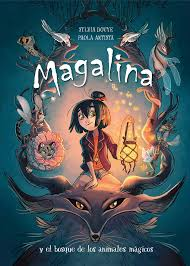 SYLVIA DOUYÉ
PAOLA ANTISTA
Magalina
y el bosque de los animales mágicos